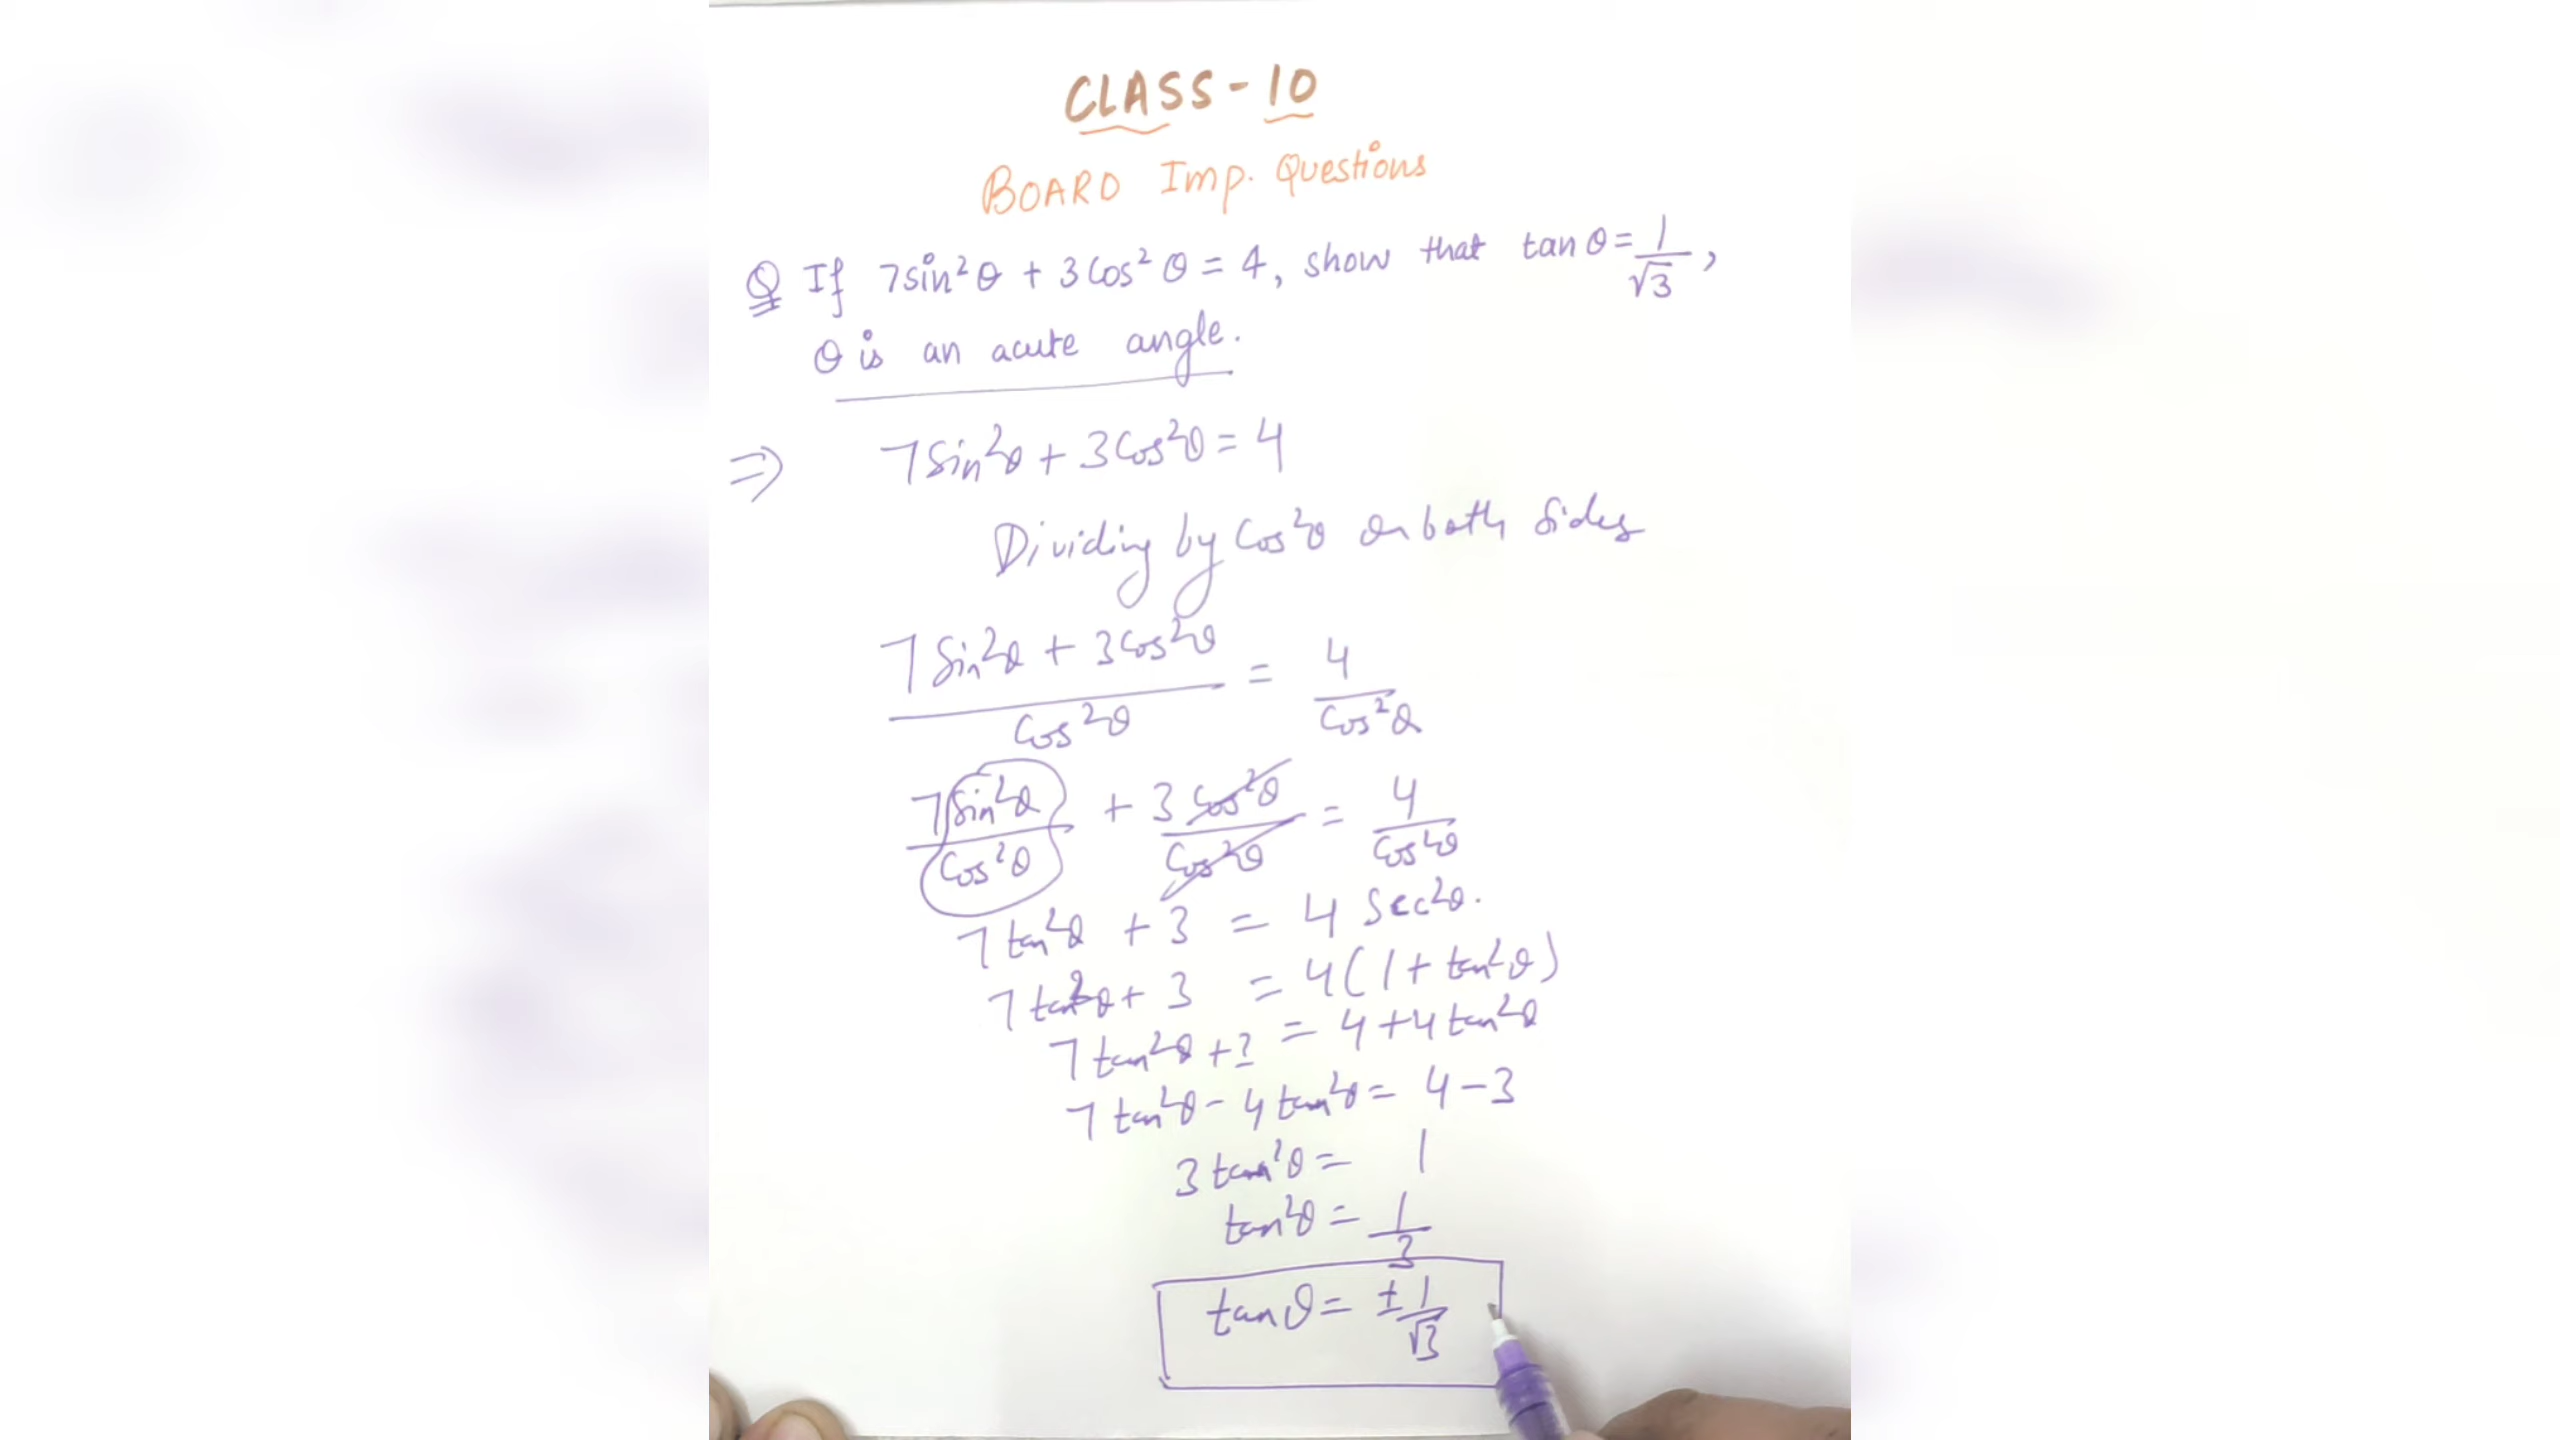 CLASS-10
BOARD Imp. Questions
Q If 7sin²θ + 3cos²θ = 4, show that tanθ = 1/√3,
θ is an acute angle.
⇒ 7sin²θ + 3cos²θ = 4
Dividing by cos²θ on both sides
(7sin²θ + 3cos²θ)/cos²θ = 4/cos²θ
7sin²θ/cos²θ + 3cos²θ/cos²θ = 4/cos²θ
7tan²θ + 3 = 4 sec²θ.
7tan²θ + 3 = 4(1 + tan²θ)
7tan²θ + 3 = 4 + 4tan²θ
7tan²θ - 4tan²θ = 4 - 3
3tan²θ = 1
tan²θ = 1/3
tanθ = ± 1/√3